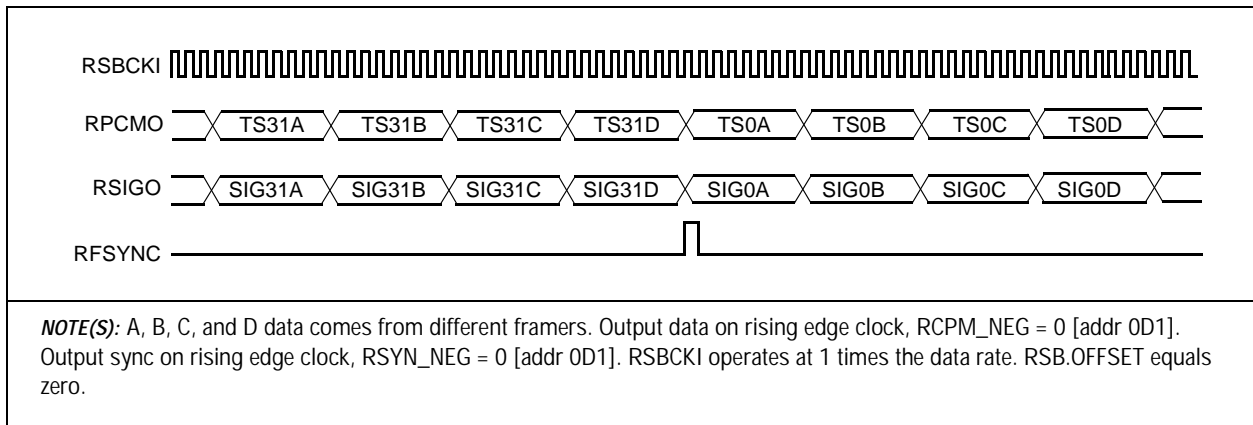 RSBCKI
RPCMO TS31A TS31B TS31C TS31D TS0A TS0B TS0C TS0D
RSIGO SIG31A SIG31B SIG31C SIG31D SIG0A SIG0B SIG0C SIG0D
RFSYNC
NOTE(S): A, B, C, and D data comes from different framers. Output data on rising edge clock, RCPM_NEG = 0 [addr 0D1].
Output sync on rising edge clock, RSYN_NEG = 0 [addr 0D1]. RSBCKI operates at 1 times the data rate. RSB.OFFSET equals
zero.